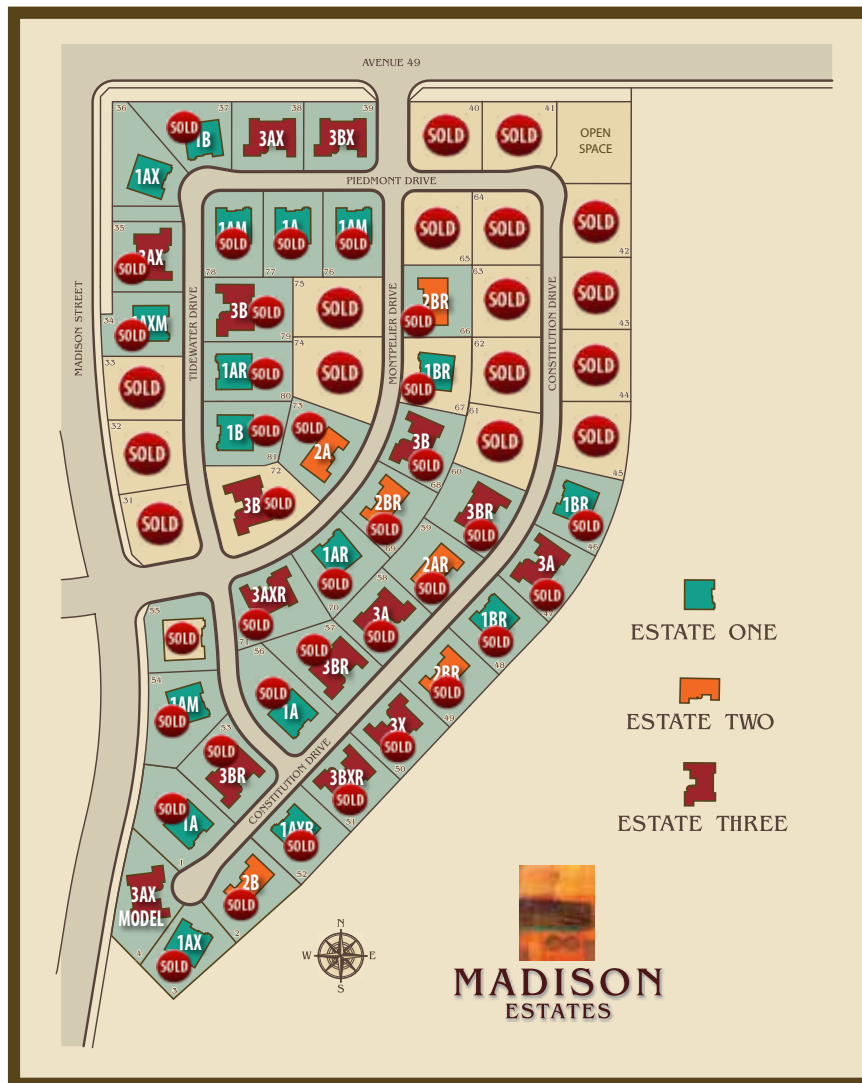 AVENUE 49
36
37
38
39
40
41
SOLD
1B
3AX
3BX
SOLD
SOLD
OPEN
SPACE
1AX
PIEDMONT DRIVE
64
1AM
SOLD
1A
SOLD
1AM
SOLD
SOLD
SOLD
SOLD
35
3AX
SOLD
78
77
76
65
42
75
63
MADISON STREET
TIDEWATER DRIVE
MONTPELIER DRIVE
CONSTITUTION DRIVE
3B
SOLD
SOLD
2BR
SOLD
SOLD
SOLD
34
1AXM
SOLD
79
66
43
33
74
62
1AR
SOLD
SOLD
1BR
SOLD
SOLD
SOLD
SOLD
80
67
44
32
73
61
1B
SOLD
SOLD
2A
3B
SOLD
SOLD
SOLD
SOLD
81
72
68
60
45
31
3B
SOLD
2BR
SOLD
3BR
SOLD
1BR
SOLD
SOLD
69
59
46
1AR
SOLD
2AR
SOLD
3A
SOLD
3AXR
SOLD
70
58
47
55
3A
SOLD
1BR
SOLD
SOLD
71
57
56
48
SOLD
3BR
2BR
SOLD
54
SOLD
1A
49
1AM
SOLD
3X
SOLD
53
SOLD
3BR
50
CONSTITUTION DRIVE
3BXR
SOLD
SOLD
1A
51
1AXR
SOLD
1
52
3AX
MODEL
2B
SOLD
4
2
1AX
SOLD
3
ESTATE ONE
ESTATE TWO
ESTATE THREE
N
W
E
S
MADISON
ESTATES